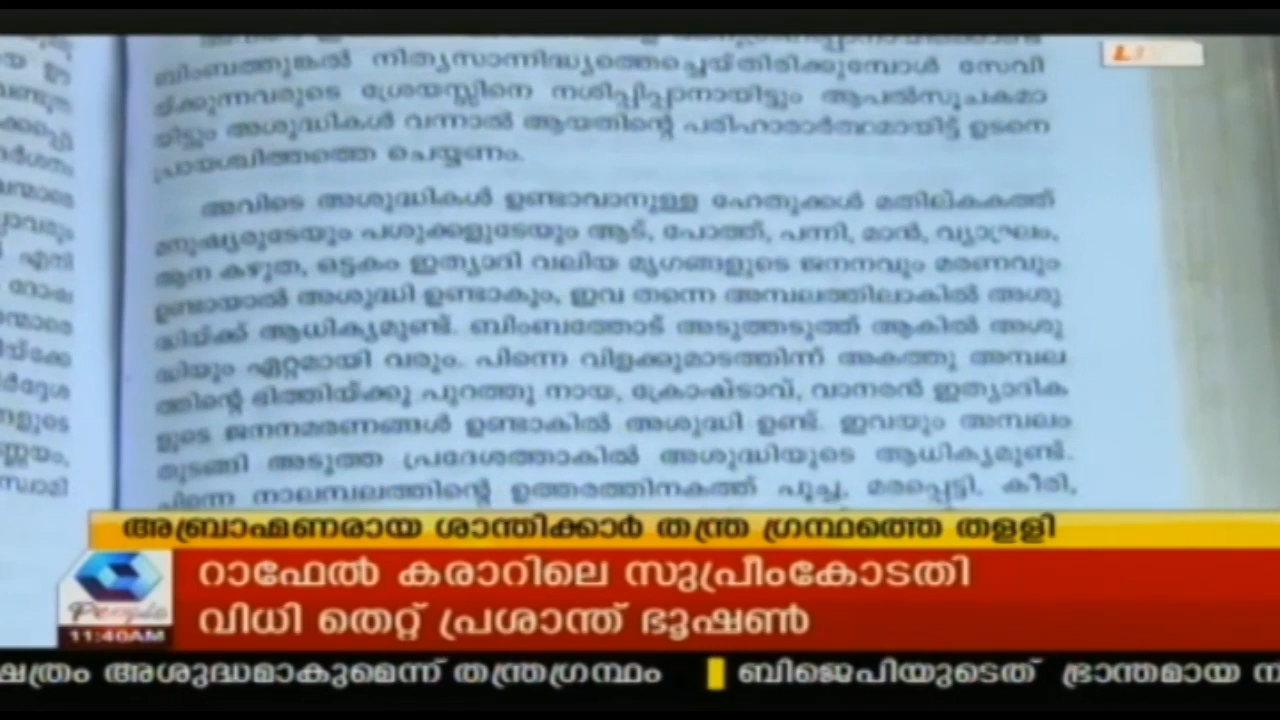 ബിംബത്തുങ്കൽ നിത്യസാന്നിദ്ധ്യത്തെച്ചെയ്തിരിക്കുമ്പോൾ സേവി
യ്ക്കുന്നവരുടെ ശ്രേയസ്സിനെ നശിപ്പിപ്പാനായിട്ടും ആപൽസൂചകമാ
യിട്ടും അശുദ്ധികൾ വന്നാൽ ആയതിന്റെ പരിഹാരാർത്ഥമായിട്ട് ഉടനെ
പ്രായശ്ചിത്തത്തെ ചെയ്യണം.
അവിടെ അശുദ്ധികൾ ഉണ്ടാവാനുള്ള ഹേതുക്കൾ മതില്കകത്ത്
മനുഷ്യരുടേയും പശുക്കളുടേയും ആട്, പോത്ത്, പന്നി, മാൻ, വ്യാഘ്രം,
ആന കഴുത, ഒട്ടകം ഇത്യാദി വലിയ മൃഗങ്ങളുടെ ജനനവും മരണവും
ഉണ്ടായാൽ അശുദ്ധി ഉണ്ടാകും, ഇവ തന്നെ അമ്പലത്തിലാകിൽ അശു
ദ്ധിയ്ക്ക് ആധിക്യമുണ്ട്. ബിംബത്തോട് അടുത്തടുത്ത് ആകിൽ അശു
ദ്ധിയും ഏറ്റമായി വരും. പിന്നെ വിളക്കുമാടത്തിന്ന് അകത്തു അമ്പല
ത്തിന്റെ ഭിത്തിയ്ക്കു പുറത്തു നായ, ക്രോഷ്ടാവ്, വാനരൻ ഇത്യാദിക
ളുടെ ജനനമരണങ്ങൾ ഉണ്ടാകിൽ അശുദ്ധി ഉണ്ട്. ഇവയും അമ്പലം
തുടങ്ങി അടുത്ത പ്രദേശത്താകിൽ അശുദ്ധിയുടെ ആധിക്യമുണ്ട്.
പിന്നെ നാലമ്പലത്തിന്റെ ഉത്തരത്തിനകത്ത് പൂച്ച, മരപ്പെട്ടി, കീരി,
അബ്രാഹ്മണരായ ശാന്തിക്കാർ തന്ത്ര ഗ്രന്ഥത്തെ തള്ളി
റാഫേൽ കരാറിലെ സുപ്രീംകോടതി
വിധി തെറ്റ് പ്രശാന്ത് ഭൂഷൺ
People
11:40AM
ക്ഷേത്രം അശുദ്ധമാകുമെന്ന് തന്ത്രഗ്രന്ഥം ബിജെപിയുടെത് ഭ്രാന്തമായ